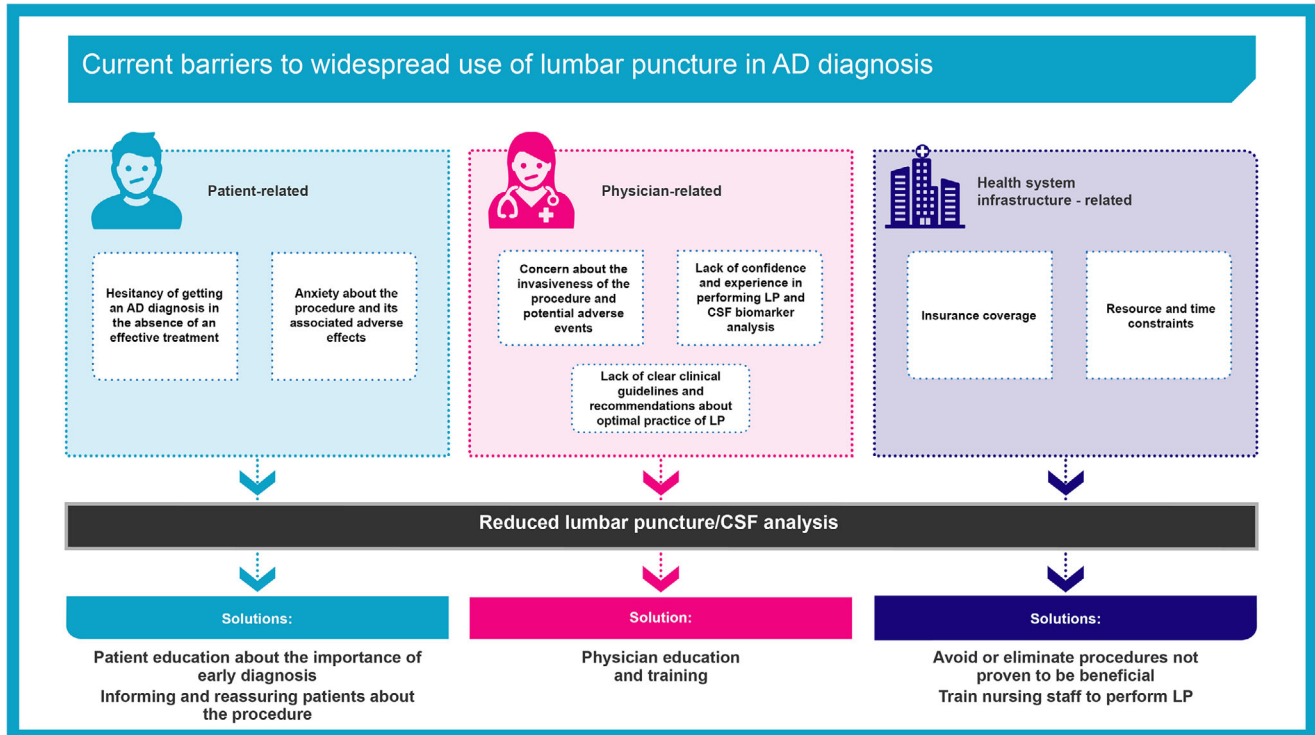 Current barriers to widespread use of lumbar puncture in AD diagnosis
Patient-related
Hesitancy of getting
an AD diagnosis in
the absence of an
effective treatment
Anxiety about the
procedure and its
associated adverse
effects
Physician-related
Concern about the
invasiveness of the
procedure and
potential adverse
events
Lack of confidence
and experience in
performing LP and
CSF biomarker
analysis
Lack of clear clinical
guidelines and
recommendations about
optimal practice of LP
Health system
infrastructure - related
Insurance coverage
Resource and time
constraints
Reduced lumbar puncture/CSF analysis
Solutions:
Patient education about the importance of
early diagnosis
Informing and reassuring patients about
the procedure
Solution:
Physician education
and training
Solutions:
Avoid or eliminate procedures not
proven to be beneficial
Train nursing staff to perform LP